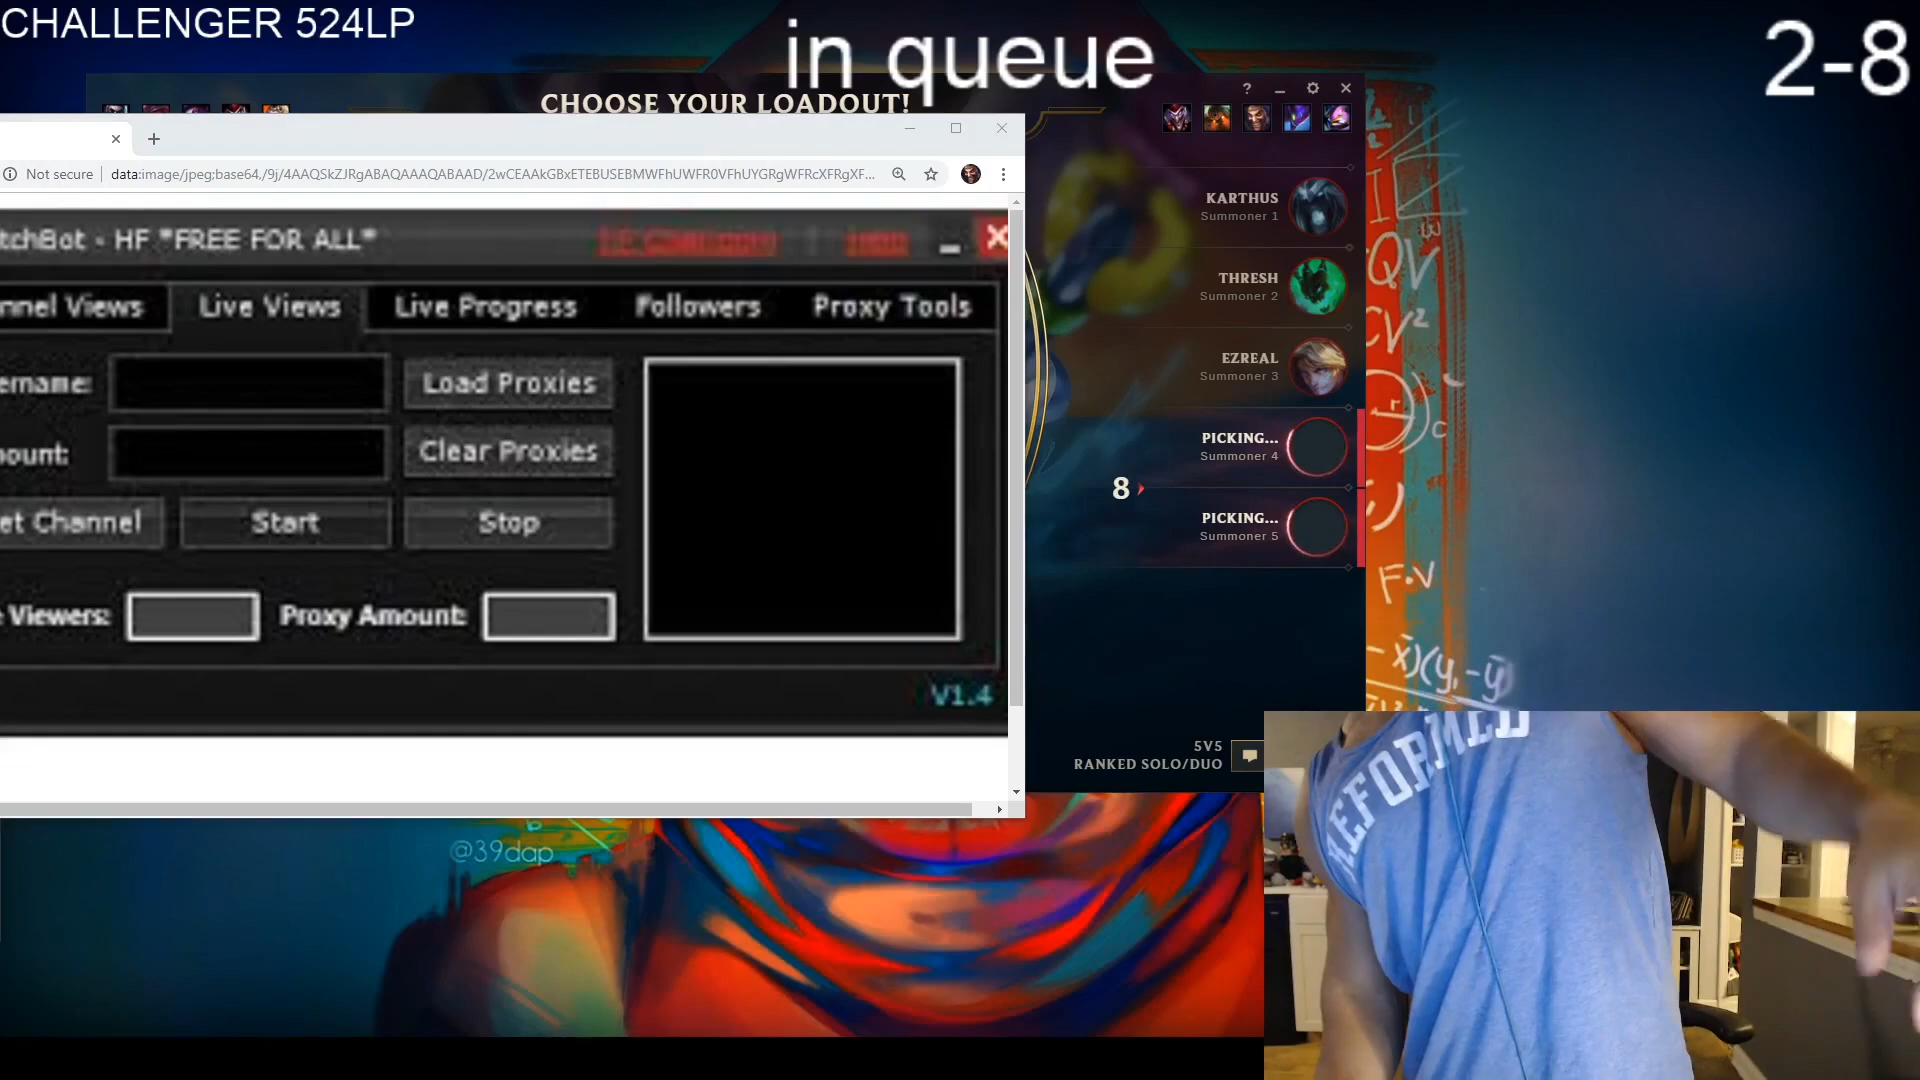 CHALLENGER 524LP
in queue
2-8
CHOOSE YOUR LOADOUT!
Not secure
data:image/jpeg;base64,/9j/4AAQSkZJRgABAQAAAQABAAD/2wCEAAkGBxETEBUSEBMWFhUWFR0VFhUYGRgWFRcXFRgXF...
tchBot - HF *FREE FOR ALL*
nnel Views
Live Views
Live Progress
Followers
Proxy Tools
ername:
Load Proxies
ount:
Clear Proxies
et Channel
Start
Stop
Viewers:
Proxy Amount:
V1.4
KARTHUS
Summoner 1
THRESH
Summoner 2
EZREAL
Summoner 3
PICKING...
Summoner 4
8
PICKING...
Summoner 5
5V5
RANKED SOLO/DUO
QV
CV²
F·V
@39dap
REFORMED